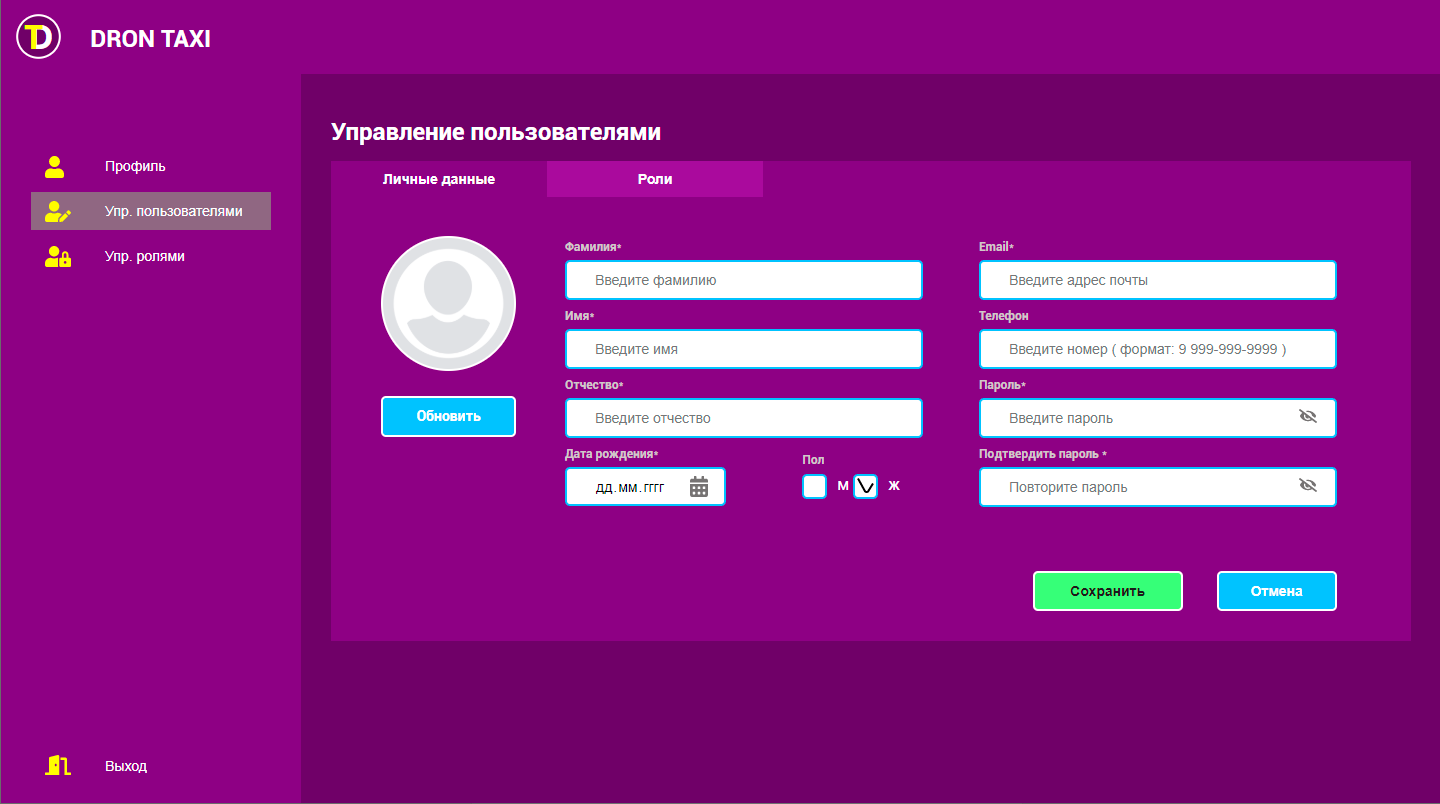 TD
DRON TAXI
Профиль
Упр. пользователями
Упр. ролями
Выход
Управление пользователями
Личные данные
Роли
Обновить
Фамилия*
Введите фамилию
Имя*
Введите имя
Отчество*
Введите отчество
Дата рождения*
дд.мм.гггг
Пол
М
Ж
Email*
Введите адрес почты
Телефон
Введите номер ( формат: 9 999-999-9999 )
Пароль*
Введите пароль
Подтвердить пароль *
Повторите пароль
Сохранить
Отмена